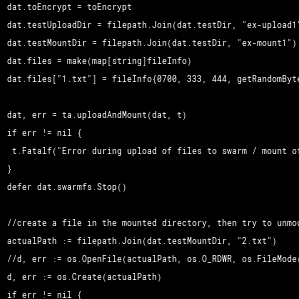 dat.toEncrypt = toEncrypt
dat.testUploadDir = filepath.Join(dat.testDir, "ex-upload1"
dat.testMountDir = filepath.Join(dat.testDir, "ex-mount1")
dat.files = make(map[string]fileInfo)
dat.files["1.txt"] = fileInfo{0700, 333, 444, getRandomByte
dat, err = ta.uploadAndMount(dat, t)
if err != nil {
t.Fatalf("Error during upload of files to swarm / mount of
}
defer dat.swarmfs.Stop()
//create a file in the mounted directory, then try to unmou
actualPath := filepath.Join(dat.testMountDir, "2.txt")
//d, err := os.OpenFile(actualPath, os.O_RDWR, os.FileMode(
d, err := os.Create(actualPath)
if err != nil {